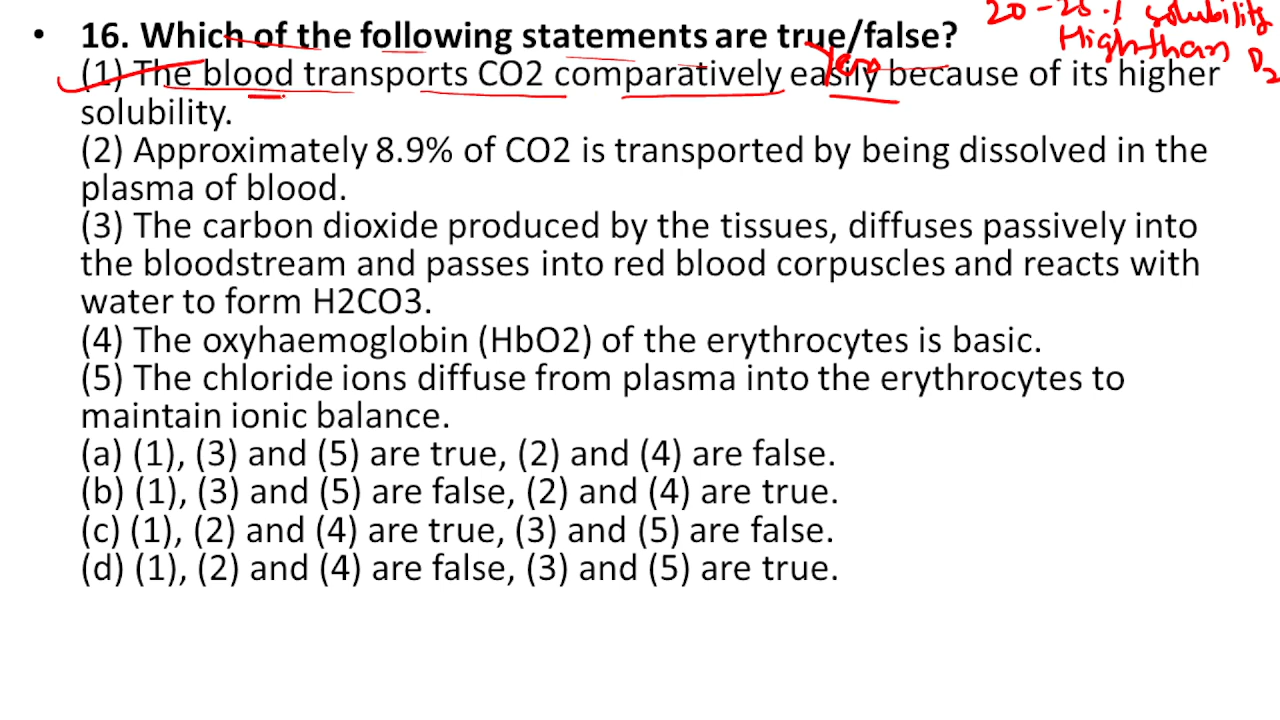 20-25% solubility
High than O2
• 16. Which of the following statements are true/false?
(1) The blood transports CO2 comparatively easily because of its higher
solubility.
(2) Approximately 8.9% of CO2 is transported by being dissolved in the
plasma of blood.
(3) The carbon dioxide produced by the tissues, diffuses passively into
the bloodstream and passes into red blood corpuscles and reacts with
water to form H2CO3.
(4) The oxyhaemoglobin (HbO2) of the erythrocytes is basic.
(5) The chloride ions diffuse from plasma into the erythrocytes to
maintain ionic balance.
(a) (1), (3) and (5) are true, (2) and (4) are false.
(b) (1), (3) and (5) are false, (2) and (4) are true.
(c) (1), (2) and (4) are true, (3) and (5) are false.
(d) (1), (2) and (4) are false, (3) and (5) are true.